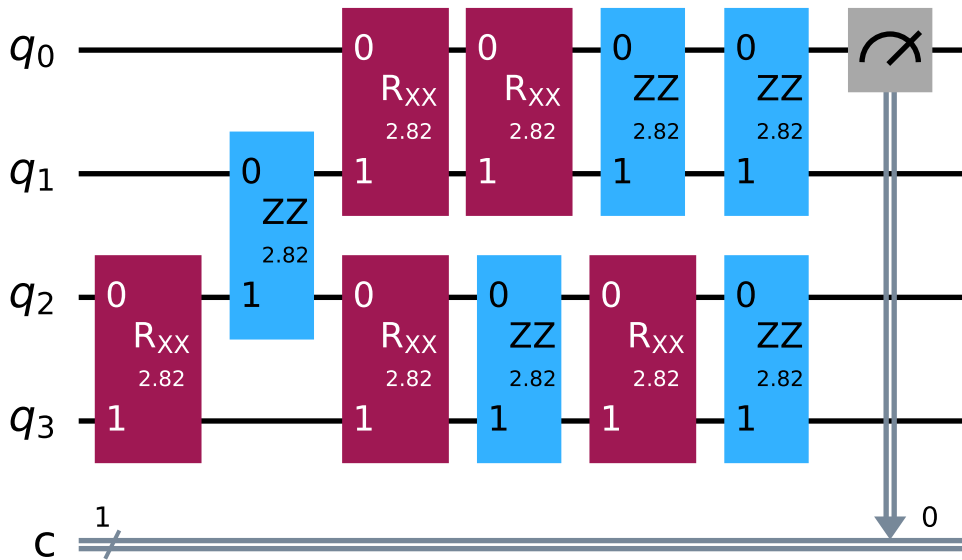 q0 0 0 0 0
RXX RXX ZZ ZZ
2.82 2.82 2.82 2.82
q1 0 1 1 1 1
ZZ
2.82
q2 0 1 0 0 0 0
RXX RXX ZZ RXX ZZ
2.82 2.82 2.82 2.82 2.82
q3 1 1 1 1 1
1 0
c